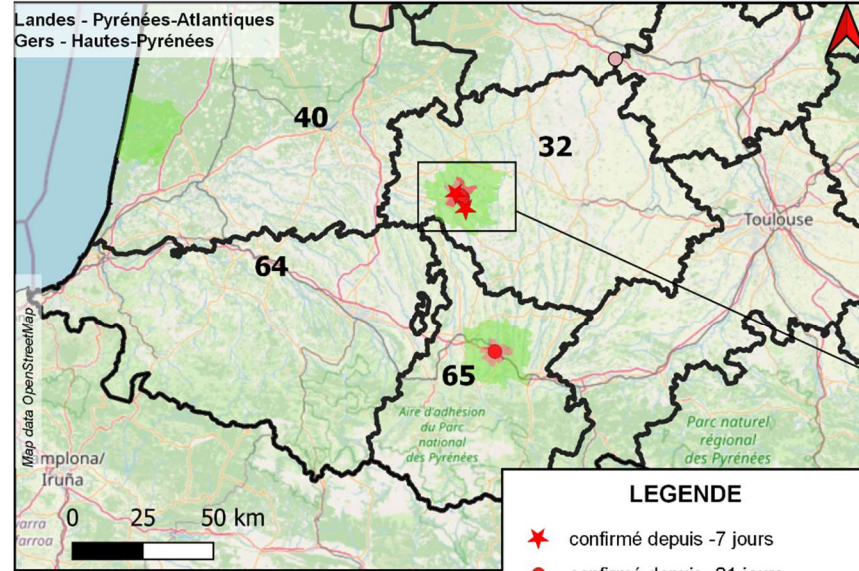 Landes - Pyrénées-Atlantiques
Gers - Hautes-Pyrénées
40
32
Toulouse
64
65
Map data OpenStreetMap
Aire d'adhésion
du Parc
national
des Pyrénées
Parc naturel
régional
des Pyrénées
Iruña
0 25 50 km
LEGENDE
confirmé depuis -7 jours